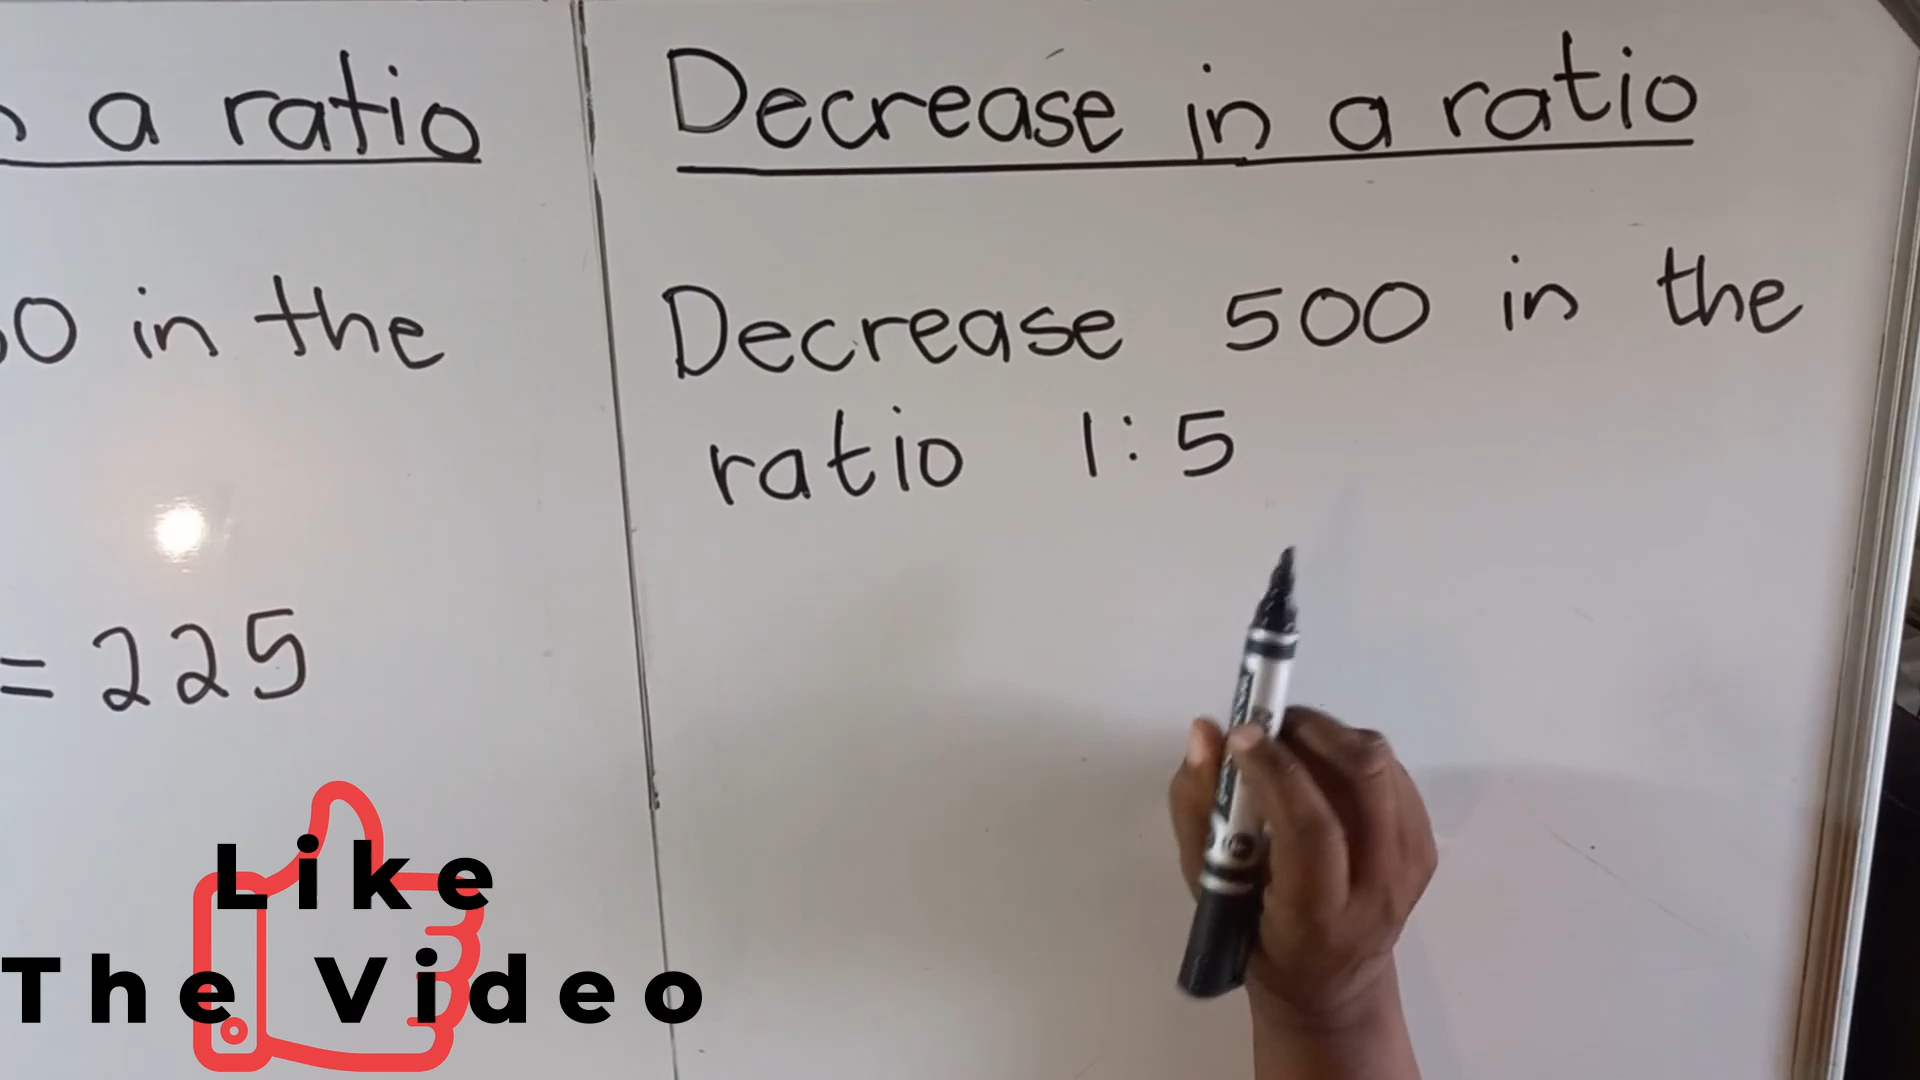 a ratio
0 in the
= 225
Decrease in a ratio
Decrease 500 in the
ratio 1:5
Like
The Video